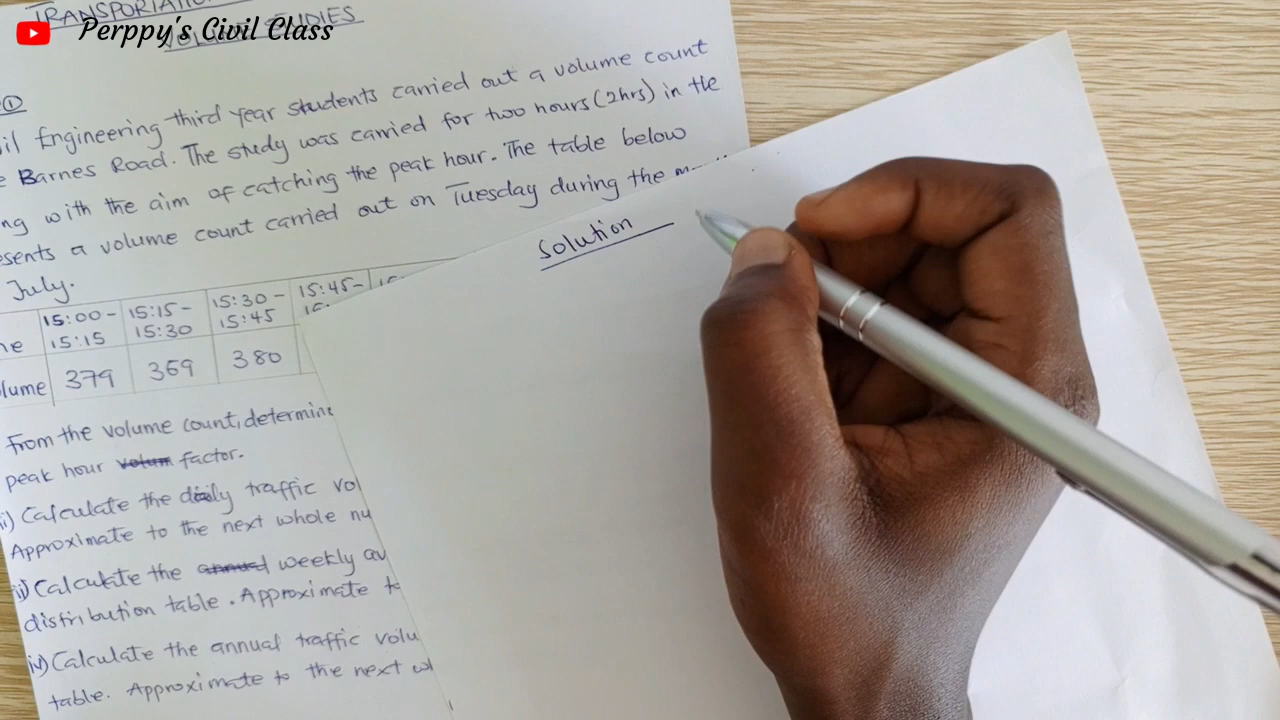 TRANSPORTATIO
Perppy's Civil Class
STUDIES
①
il Engineering third year students carried out a volume count
e Barnes Road. The study was carried for two hours (2hrs) in the
ng with the aim of catching the peak hour. The table below
esents a volume count carried out on Tuesday during the
July.
15:00 - 15:15 - 15:30 - 15:45 -
ne 15:15 15:30 15:45
lume 379 369 380
From the volume count, determine
peak hour factor.
ii) Calculate the daily traffic vol
Approximate to the next whole nu
ii) Calculate the annual weekly av
distribution table. Approximate to
iv) Calculate the annual traffic volu
table. Approximate to the next wh
Solution